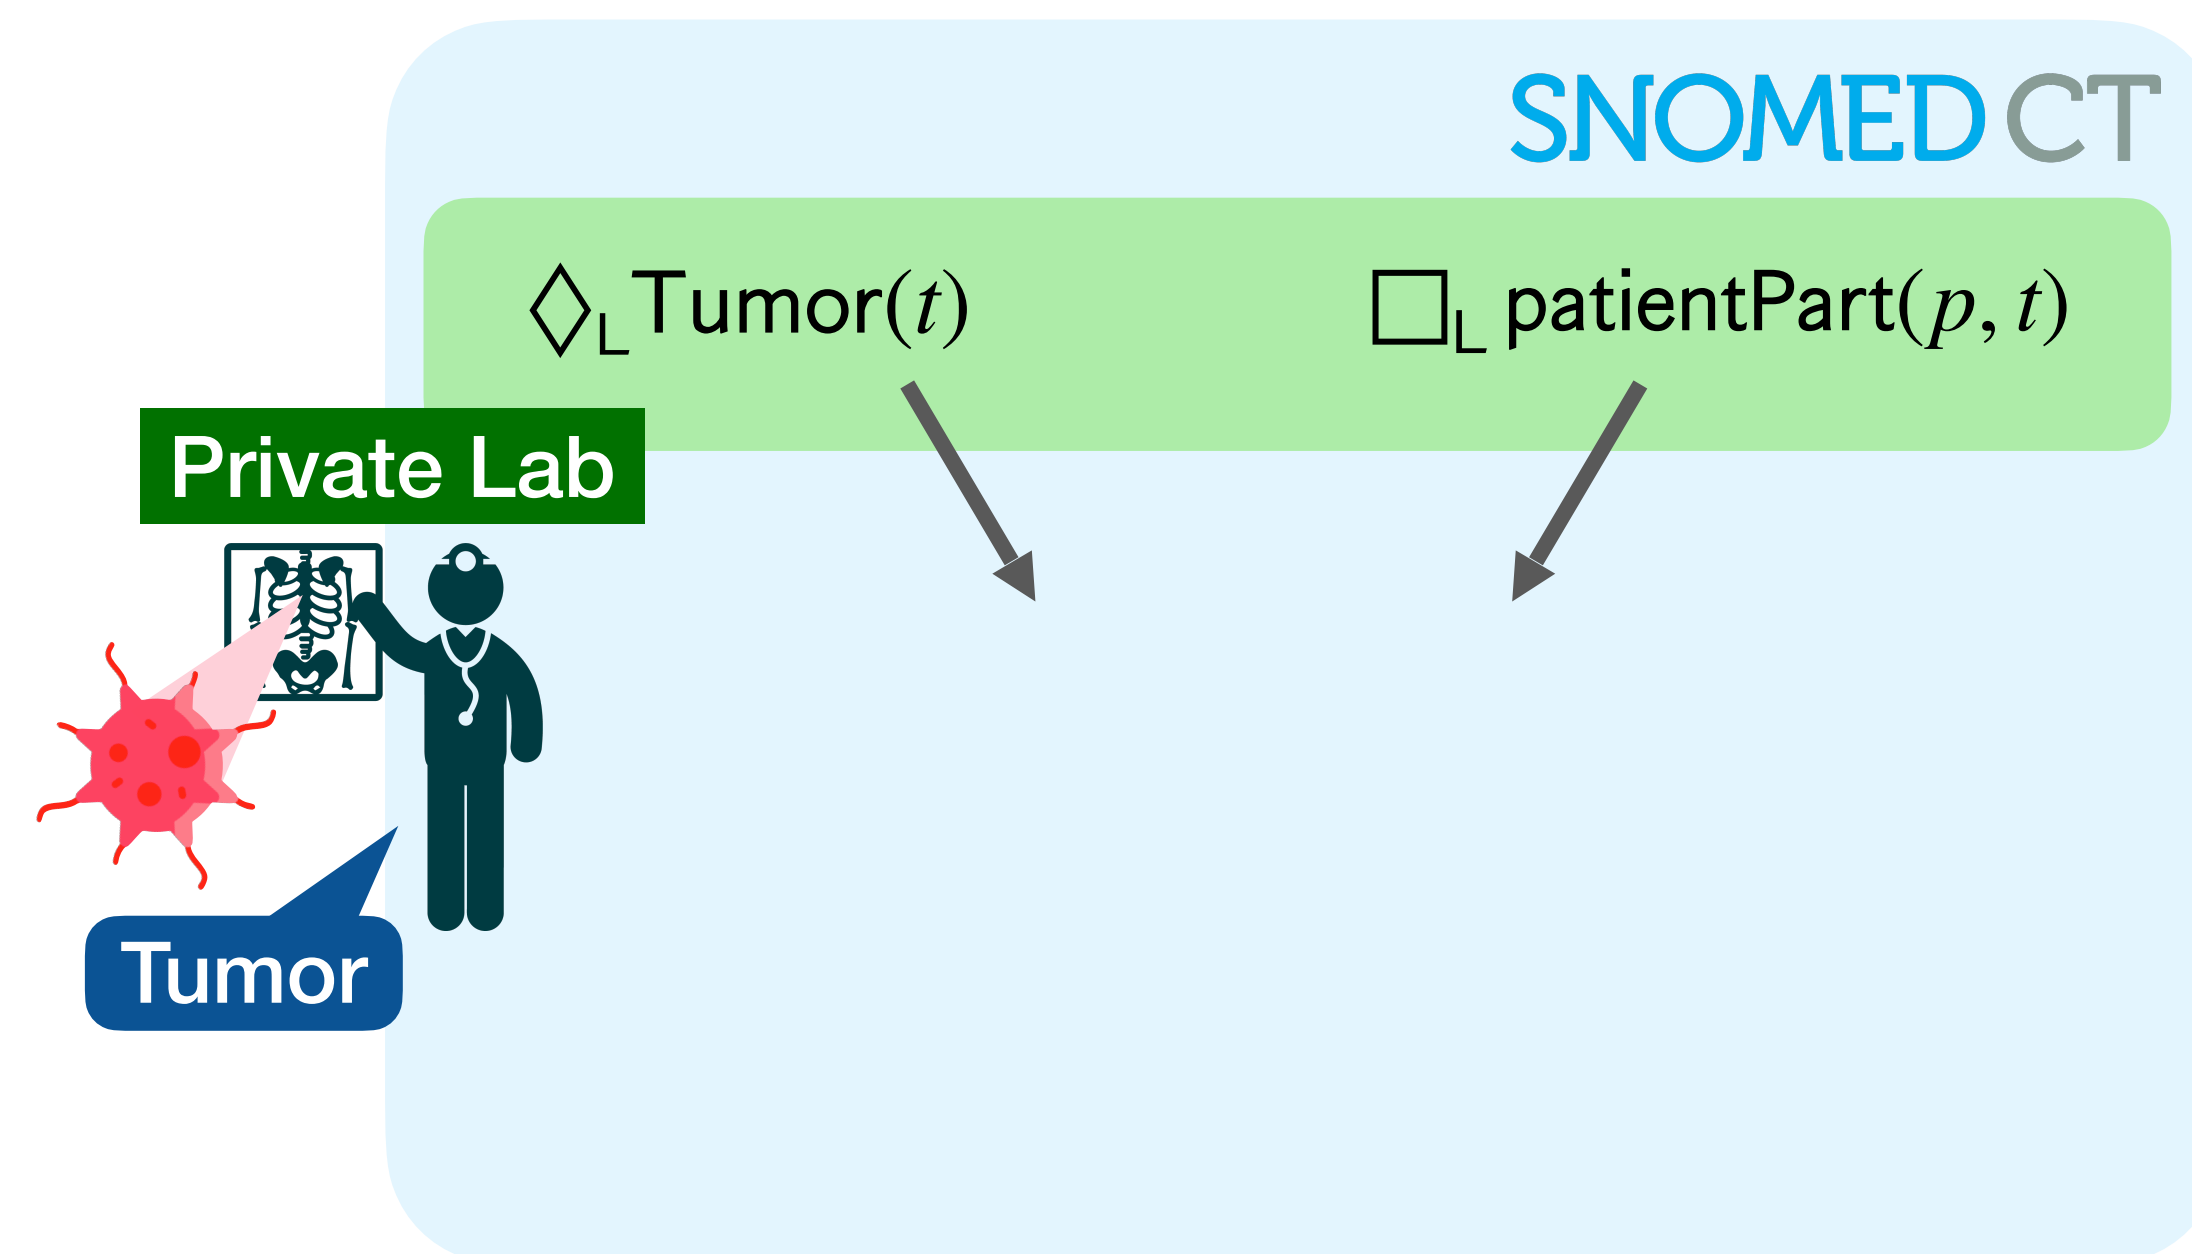 SNOMED CT
◇L Tumor(t) □L patientPart(p, t)
Private Lab
Tumor